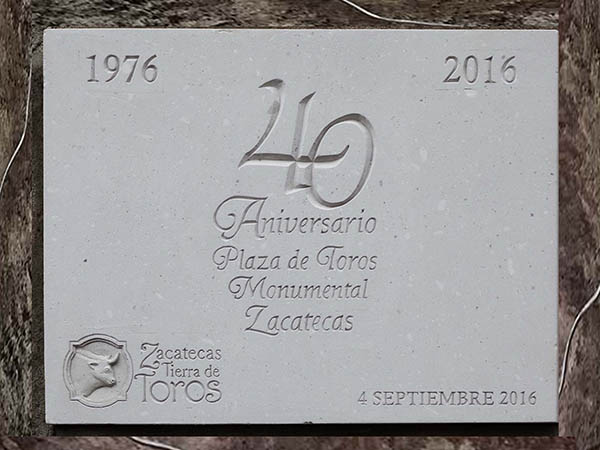 1976 2016
40
Aniversario
Plaza de Toros
Monumental
Zacatecas
Zacatecas
Tierra de
Toros
4 SEPTIEMBRE 2016